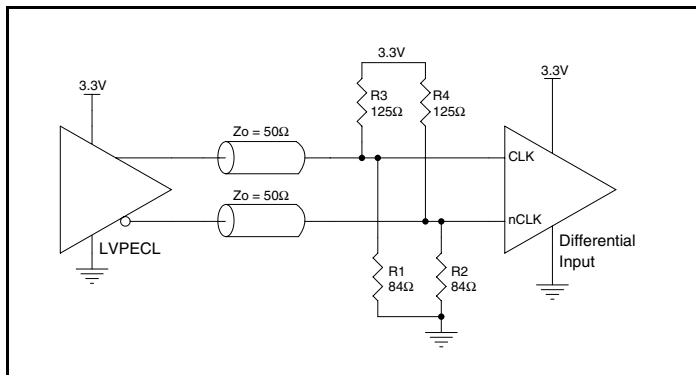 3.3V
3.3V
3.3V
R3
125Ω
R4
125Ω
Zo = 50Ω
CLK
Zo = 50Ω
nCLK
LVPECL
Differential
Input
R1
84Ω
R2
84Ω